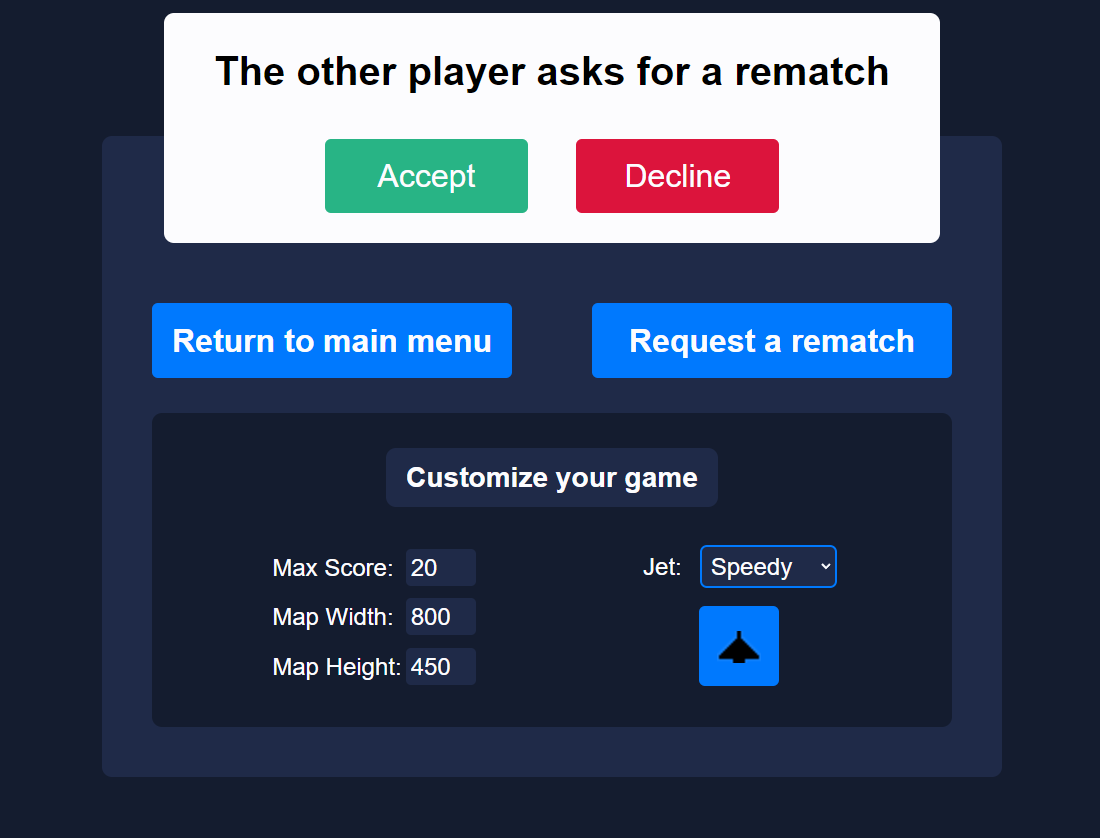 The other player asks for a rematch
Accept Decline
Return to main menu Request a rematch
Customize your game
Max Score: 20 Jet: Speedy
Map Width: 800
Map Height: 450